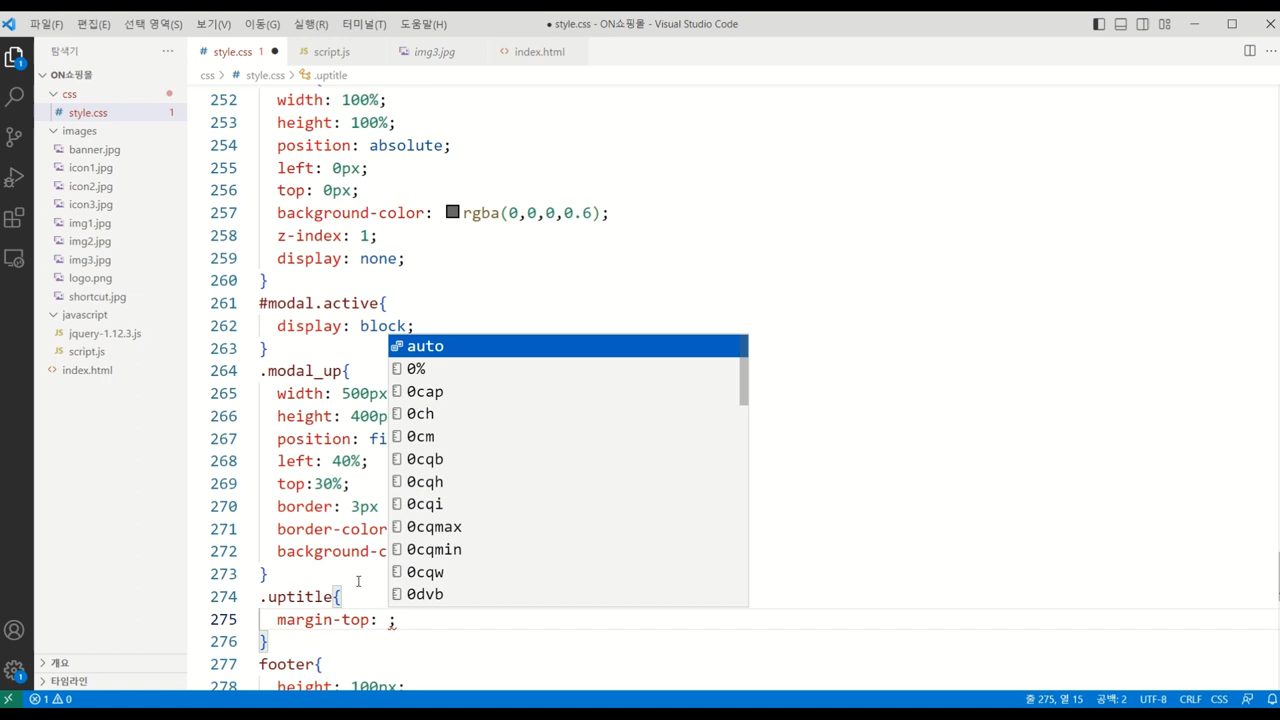 파일(F) 편집(E) 선택 영역(S) 보기(V) 이동(G) 실행(R) 터미널(T) 도움말(H)
● style.css - ON쇼핑몰 - Visual Studio Code
탐색기 ···
ON쇼핑몰
css
# style.css 1
images
banner.jpg
icon1.jpg
icon2.jpg
icon3.jpg
img1.jpg
img2.jpg
img3.jpg
logo.png
shortcut.jpg
javascript
JS jquery-1.12.3.js
JS script.js
<> index.html
개요
타임라인
# style.css 1 ●
JS script.js
img3.jpg
<> index.html
css > # style.css > .uptitle
252 width: 100%;
253 height: 100%;
254 position: absolute;
255 left: 0px;
256 top: 0px;
257 background-color: rgba(0,0,0,0.6);
258 z-index: 1;
259 display: none;
260 }
261 #modal.active{
262 display: block;
263 }
264 .modal_up{
265 width: 500px
266 height: 400p
267 position: fi
268 left: 40%;
269 top:30%;
270 border: 3px
271 border-color
272 background-c
273 }
274 .uptitle{
275 margin-top: ;
276 }
277 footer{
278 height: 100px;
auto
0%
0cap
0ch
0cm
0cqb
0cqh
0cqi
0cqmax
0cqmin
0cqw
0dvb
1 0
줄 275, 열 15 공백: 2 UTF-8 CRLF CSS